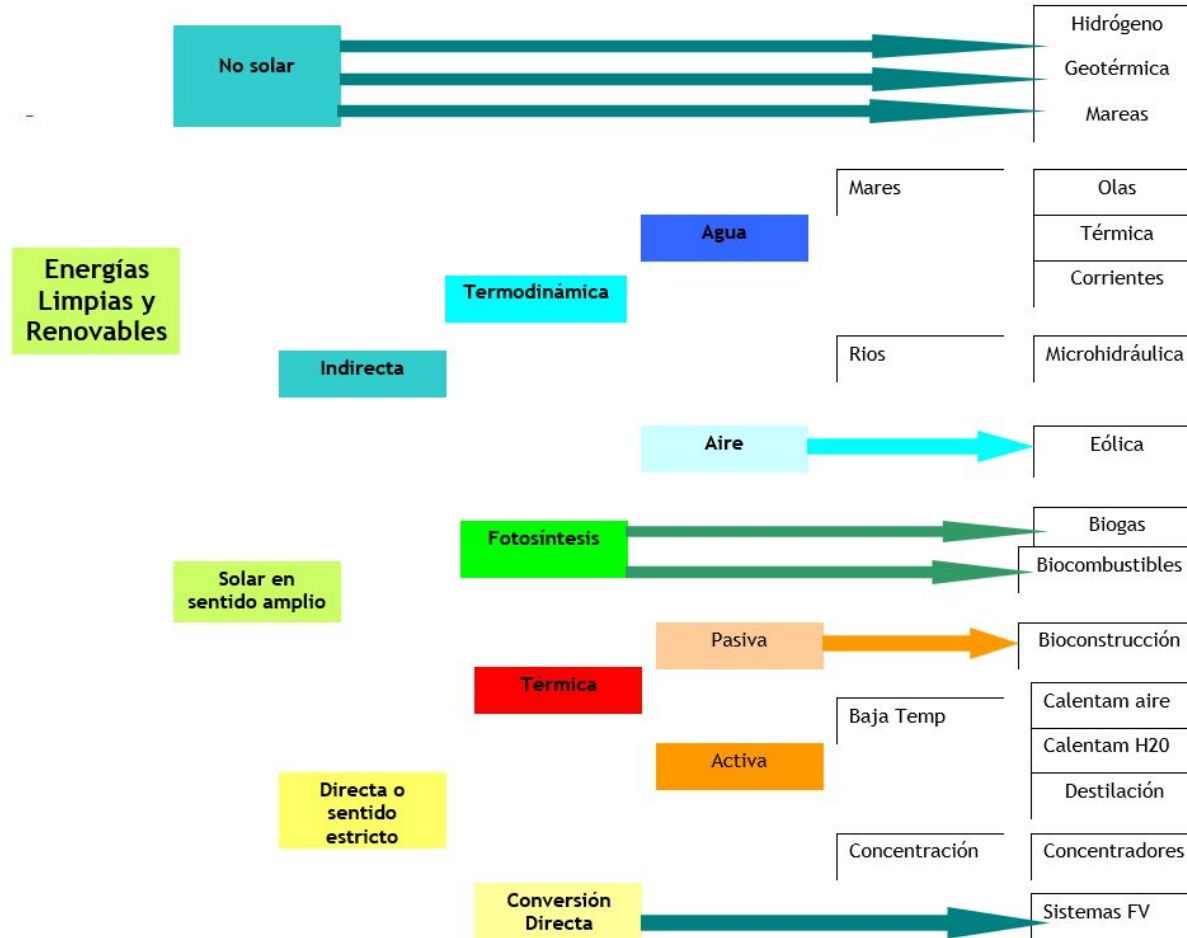 No solar
Hidrógeno
Geotérmica
Mareas
Mares
Olas
Agua
Térmica
Energías
Limpias y
Renovables
Termodinámica
Corrientes
Indirecta
Rios
Microhidráulica
Aire
Eólica
Fotosíntesis
Biogas
Biocombustibles
Solar en
sentido amplio
Pasiva
Bioconstrucción
Térmica
Baja Temp
Calentam aire
Activa
Calentam H20
Directa o
sentido
estricto
Destilación
Concentración
Concentradores
Conversión
Directa
Sistemas FV